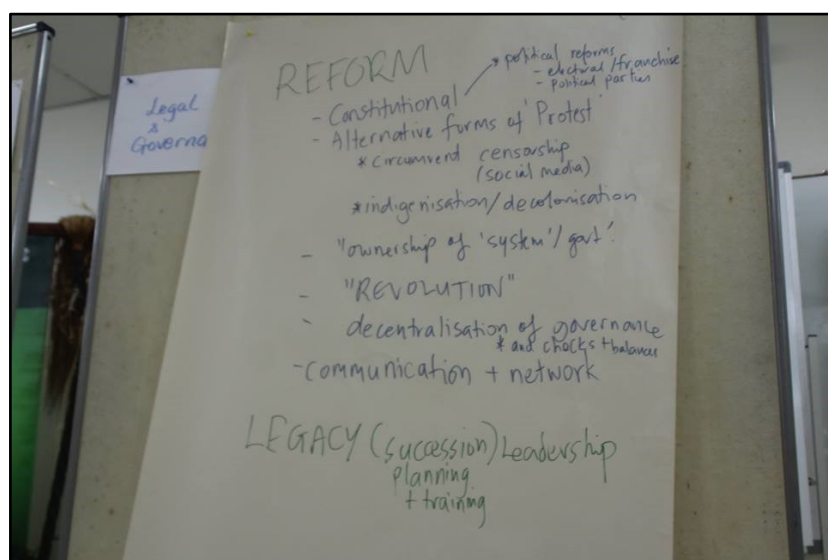 Legal
&
Governa
REFORM
- Constitutional
* political reforms
- electoral/franchise
- political parties
- Alternative forms of 'Protest'
* circumvent censorship
(social media)
* indigenisation/decolonisation
- "ownership of 'system'/govt'.
- "REVOLUTION"
- decentralisation of governance
* and checks + balances
- communication + network
LEGACY (succession) Leadership
planning
+ training